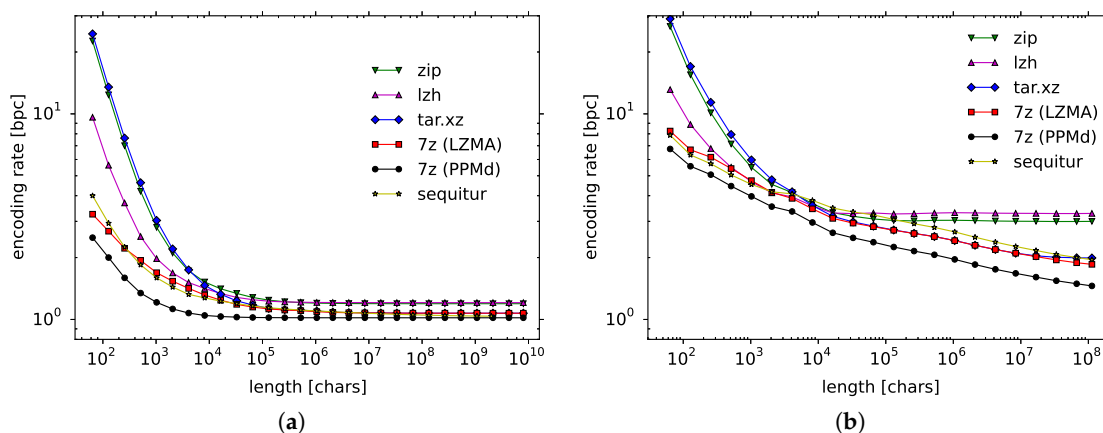 encoding rate [bpc]
10^1
10^0
zip
lzh
tar.xz
7z (LZMA)
7z (PPMd)
sequitur
10^2 10^3 10^4 10^5 10^6 10^7 10^8 10^9 10^10
length [chars]
(a)
encoding rate [bpc]
10^1
10^0
zip
lzh
tar.xz
7z (LZMA)
7z (PPMd)
sequitur
10^2 10^3 10^4 10^5 10^6 10^7 10^8
length [chars]
(b)